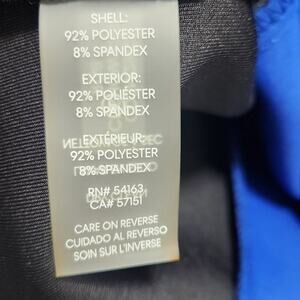 SHELL:
92% POLYESTER
8% SPANDEX
EXTERIOR:
92% POLIÉSTER
8% SPANDEX
EXTÉRIEUR:
92% POLYESTER
8% SPANDEX
RN# 54163
CA# 57151
CARE ON REVERSE
CUIDADO AL REVERSO
SOIN SUR L'INVERSE